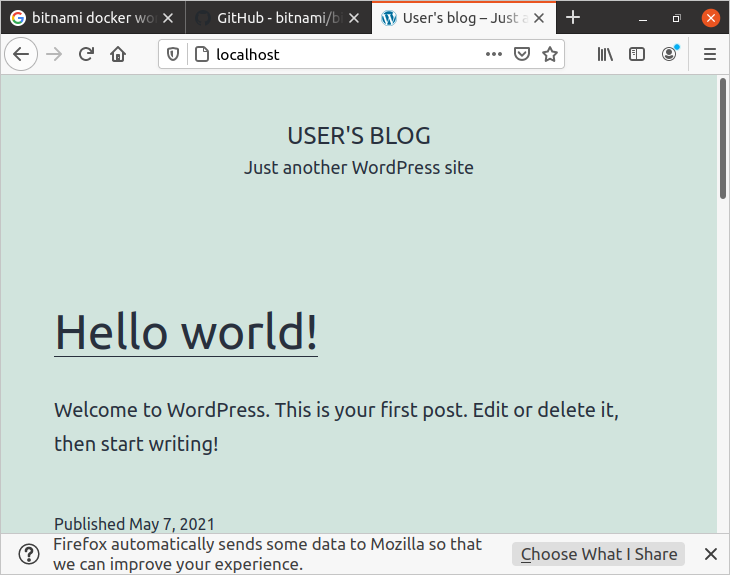 bitnami docker wo
GitHub - bitnami/b
User's blog – Just a
localhost
USER'S BLOG
Just another WordPress site
Hello world!
Welcome to WordPress. This is your first post. Edit or delete it,
then start writing!
Published May 7, 2021
Firefox automatically sends some data to Mozilla so that
we can improve your experience.
Choose What I Share